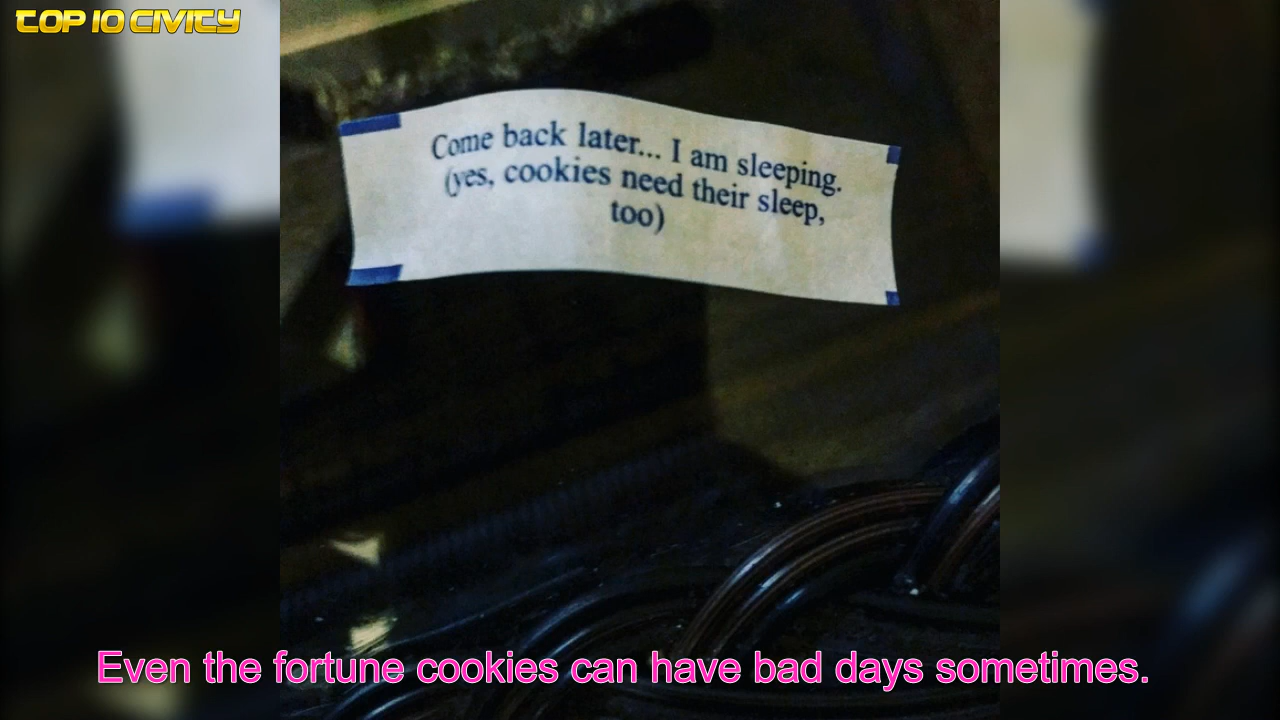 TOP 10 CIVITY
Come back later... I am sleeping.
(yes, cookies need their sleep,
too)
Even the fortune cookies can have bad days sometimes.